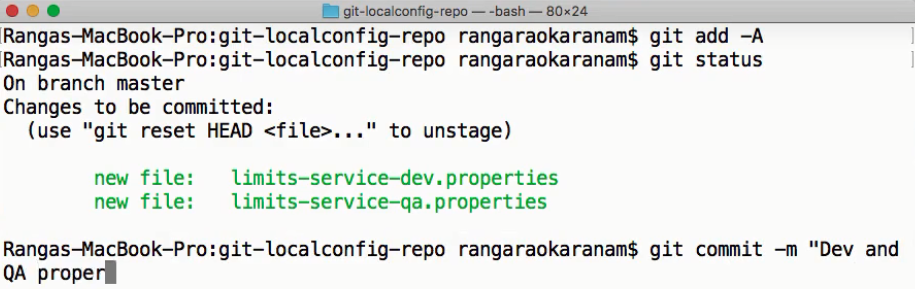 git-localconfig-repo — -bash — 80×24
[Rangas-MacBook-Pro:git-localconfig-repo rangaraokaranam$ git add -A ]
[Rangas-MacBook-Pro:git-localconfig-repo rangaraokaranam$ git status ]
On branch master
Changes to be committed:
  (use "git reset HEAD <file>..." to unstage)
        new file:   limits-service-dev.properties
        new file:   limits-service-qa.properties
Rangas-MacBook-Pro:git-localconfig-repo rangaraokaranam$ git commit -m "Dev and
QA proper